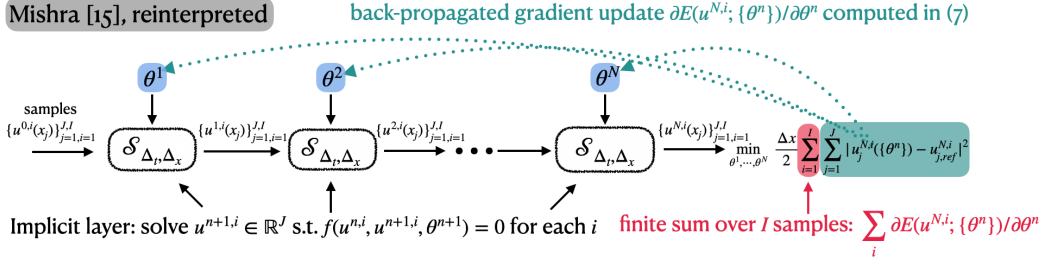 Mishra [15], reinterpreted
back-propagated gradient update ∂E(u^{N,i}; {θ^n})/∂θ^n computed in (7)
θ^1 θ^2 θ^N
samples
{u^{0,i}(x_j)}_{j=1,i=1}^{J,I} 𝒮_{Δ_t,Δ_x} {u^{1,i}(x_j)}_{j=1,i=1}^{J,I} 𝒮_{Δ_t,Δ_x} {u^{2,i}(x_j)}_{j=1,i=1}^{J,I} • • • 𝒮_{Δ_t,Δ_x} {u^{N,i}(x_j)}_{j=1,i=1}^{J,I} min_{θ^1,⋯,θ^N} Δx/2 ∑_{i=1}^{I} ∑_{j=1}^{J} |u_j^{N,i}({θ^n}) − u_{j,ref}^{N,i}|^2
Implicit layer: solve u^{n+1,i} ∈ ℝ^J s.t. f(u^{n,i}, u^{n+1,i}, θ^{n+1}) = 0 for each i
finite sum over I samples: ∑_i ∂E(u^{N,i}; {θ^n})/∂θ^n